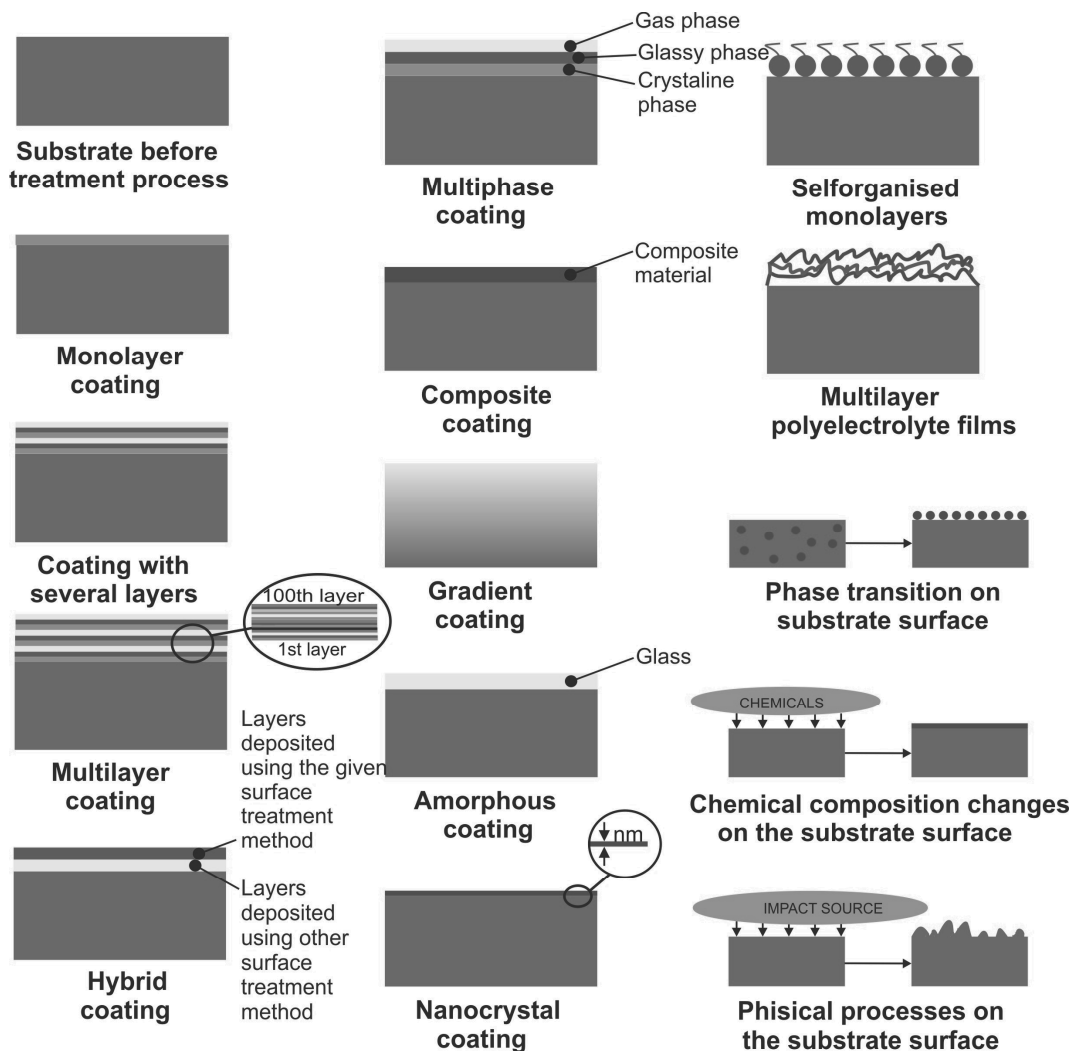 Substrate before
treatment process
Monolayer
coating
Coating with
several layers
100th layer
1st layer
Multilayer
coating
Layers
deposited
using the given
surface
treatment
method
Layers
deposited
using other
surface
treatment
method
Hybrid
coating
Gas phase
Glassy phase
Crystaline
phase
Multiphase
coating
Composite
material
Composite
coating
Gradient
coating
Glass
Amorphous
coating
nm
Nanocrystal
coating
Selforganised
monolayers
Multilayer
polyelectrolyte films
Phase transition on
substrate surface
CHEMICALS
Chemical composition changes
on the substrate surface
IMPACT SOURCE
Phisical processes on
the substrate surface